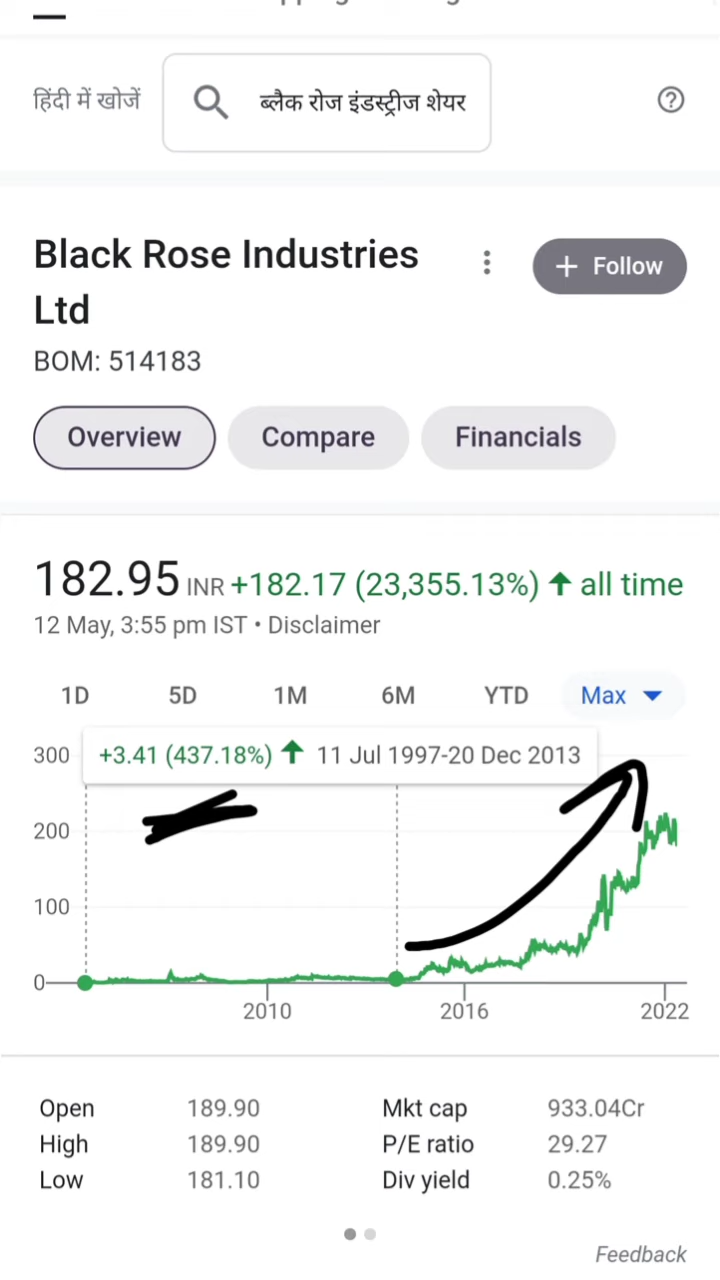 हिंदी में खोजें
ब्लैक रोज इंडस्ट्रीज शेयर
Black Rose Industries
Ltd
+ Follow
BOM: 514183
Overview Compare Financials
182.95 INR +182.17 (23,355.13%) ↑ all time
12 May, 3:55 pm IST • Disclaimer
1D 5D 1M 6M YTD Max
+3.41 (437.18%) ↑ 11 Jul 1997-20 Dec 2013
300
200
100
0
2010 2016 2022
Open 189.90 Mkt cap 933.04Cr
High 189.90 P/E ratio 29.27
Low 181.10 Div yield 0.25%
Feedback